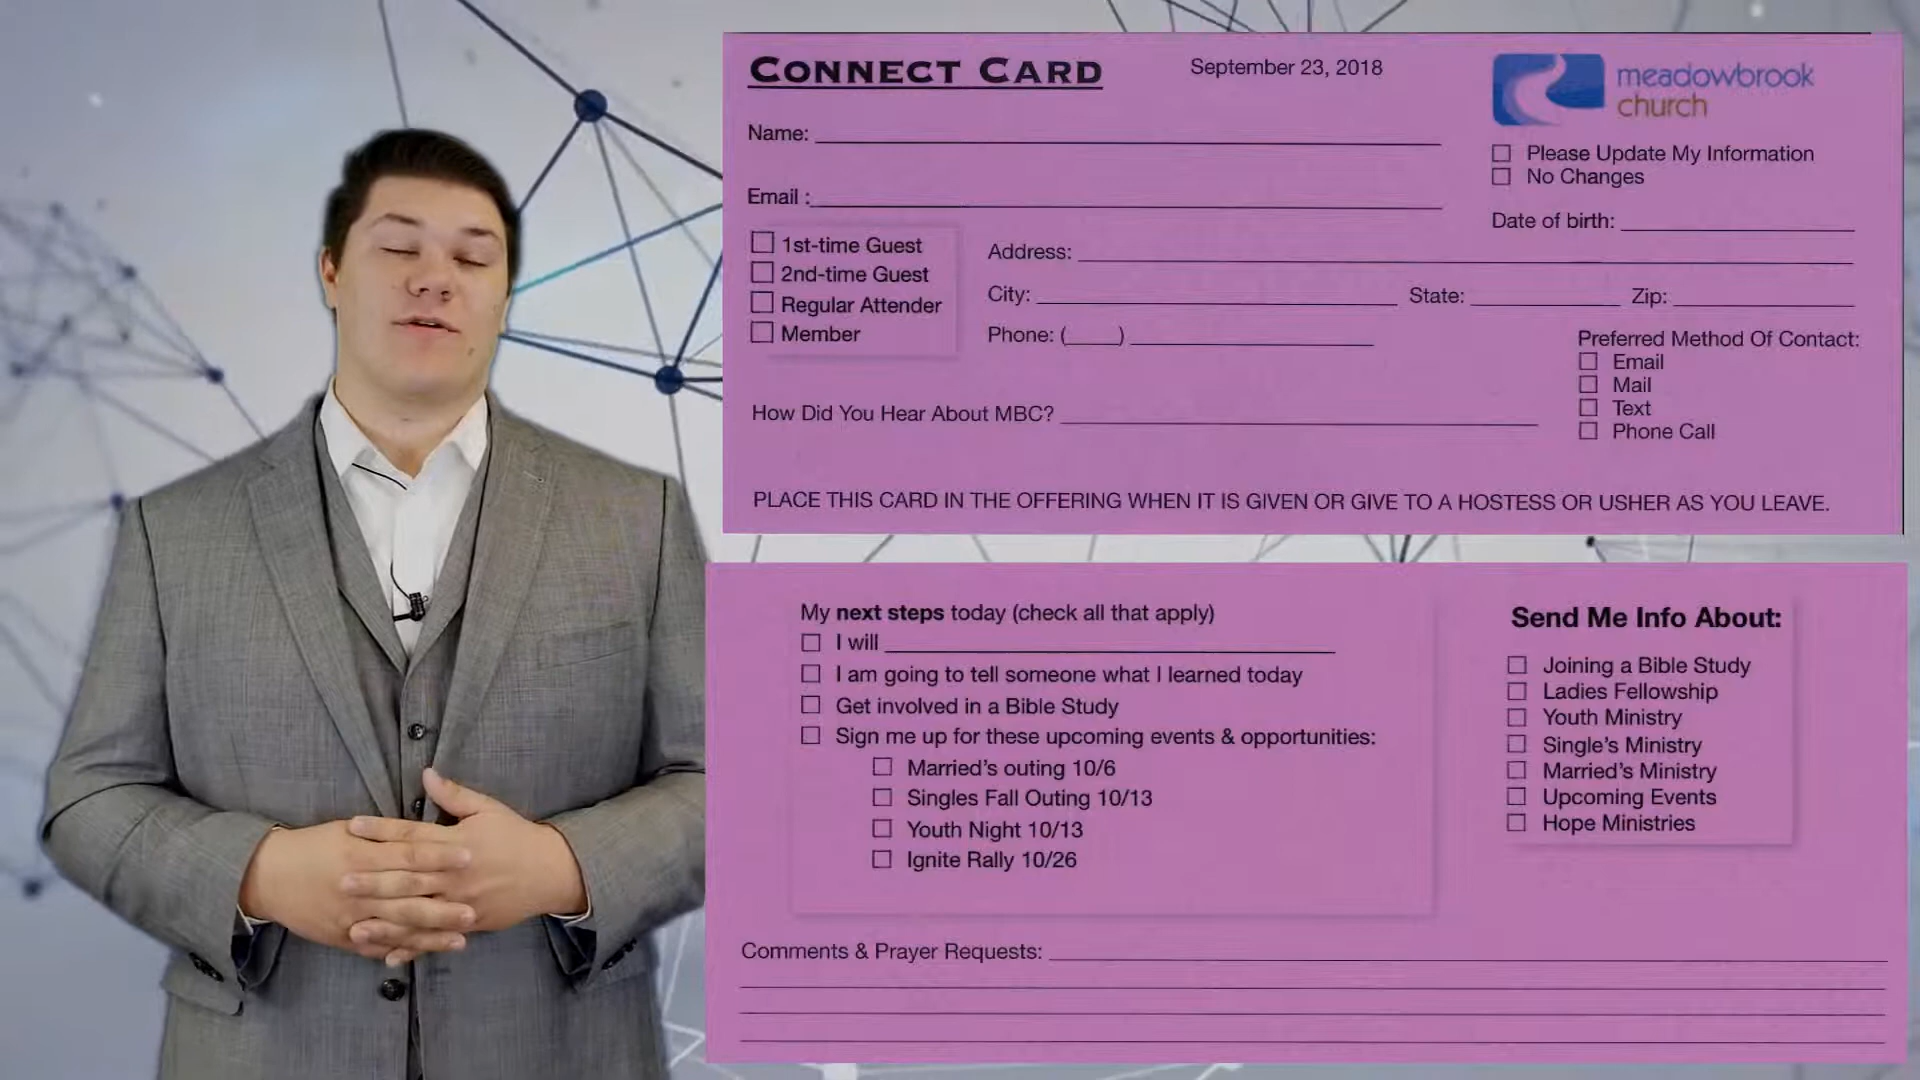 CONNECT CARD
September 23, 2018
meadowbrook
church
Name:
Please Update My Information
No Changes
Email :
Date of birth:
1st-time Guest
2nd-time Guest
Regular Attender
Member
Address:
City: State: Zip:
Phone: ( )
Preferred Method Of Contact:
Email
Mail
Text
Phone Call
How Did You Hear About MBC?
PLACE THIS CARD IN THE OFFERING WHEN IT IS GIVEN OR GIVE TO A HOSTESS OR USHER AS YOU LEAVE.
My next steps today (check all that apply)
I will
I am going to tell someone what I learned today
Get involved in a Bible Study
Sign me up for these upcoming events & opportunities:
Married's outing 10/6
Singles Fall Outing 10/13
Youth Night 10/13
Ignite Rally 10/26
Send Me Info About:
Joining a Bible Study
Ladies Fellowship
Youth Ministry
Single's Ministry
Married's Ministry
Upcoming Events
Hope Ministries
Comments & Prayer Requests: